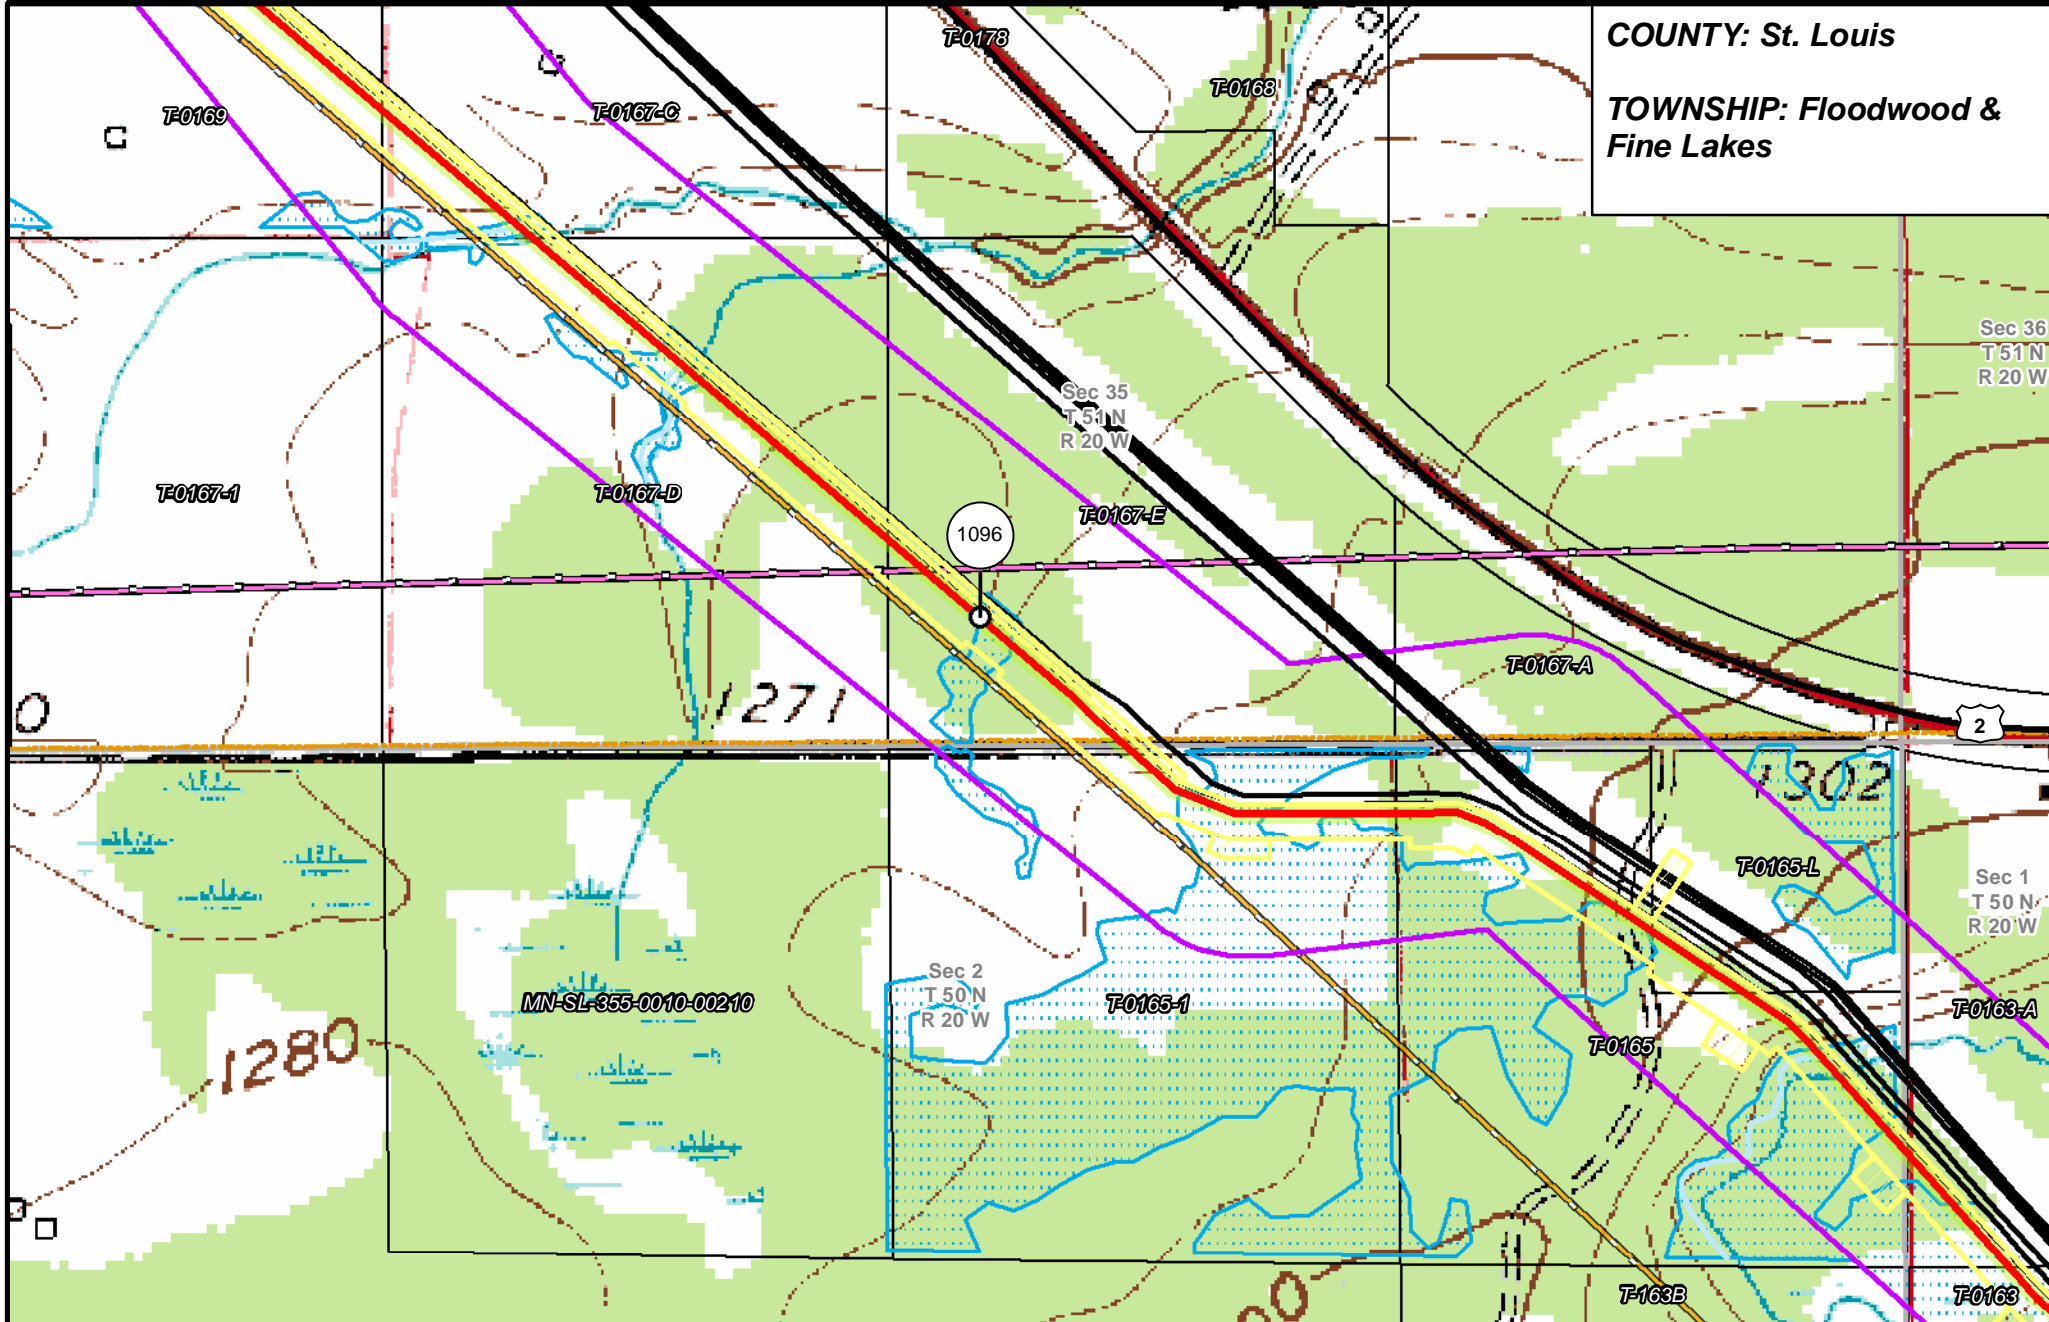 COUNTY: St. Louis
TOWNSHIP: Floodwood &
Fine Lakes
T-0178
T-0168
T-0169
T-0167-C
Sec 36
T 51 N
R 20 W
Sec 35
T 51 N
R 20 W
T-0167-1
T-0167-D
T-0167-E
1096
T-0167-A
0
1271
2
1302
T-0165-L
Sec 1
T 50 N
R 20 W
Sec 2
T 50 N
R 20 W
MN-SL-355-0010-00210
T-0165-1
T-0163-A
T-0165
1280
T-163B
T-0163